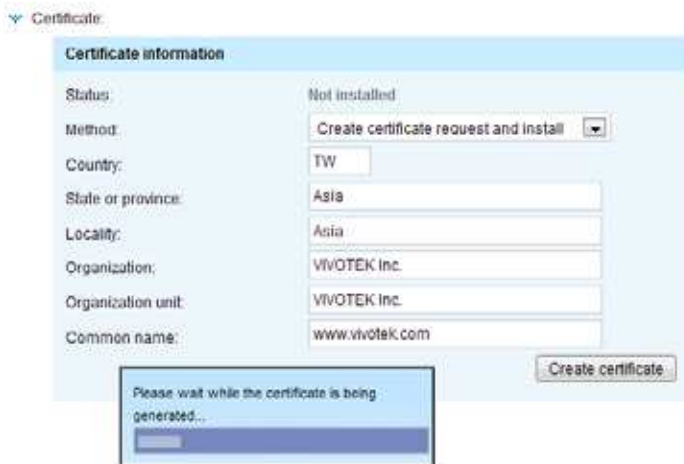 Certificate:
Certificate information
Status: Not installed
Method: Create certificate request and install
Country: TW
State or province: Asia
Locality: Asia
Organization: VIVOTEK Inc.
Organization unit: VIVOTEK Inc.
Common name: www.vivotek.com
Create certificate
Please wait while the certificate is being
generated...